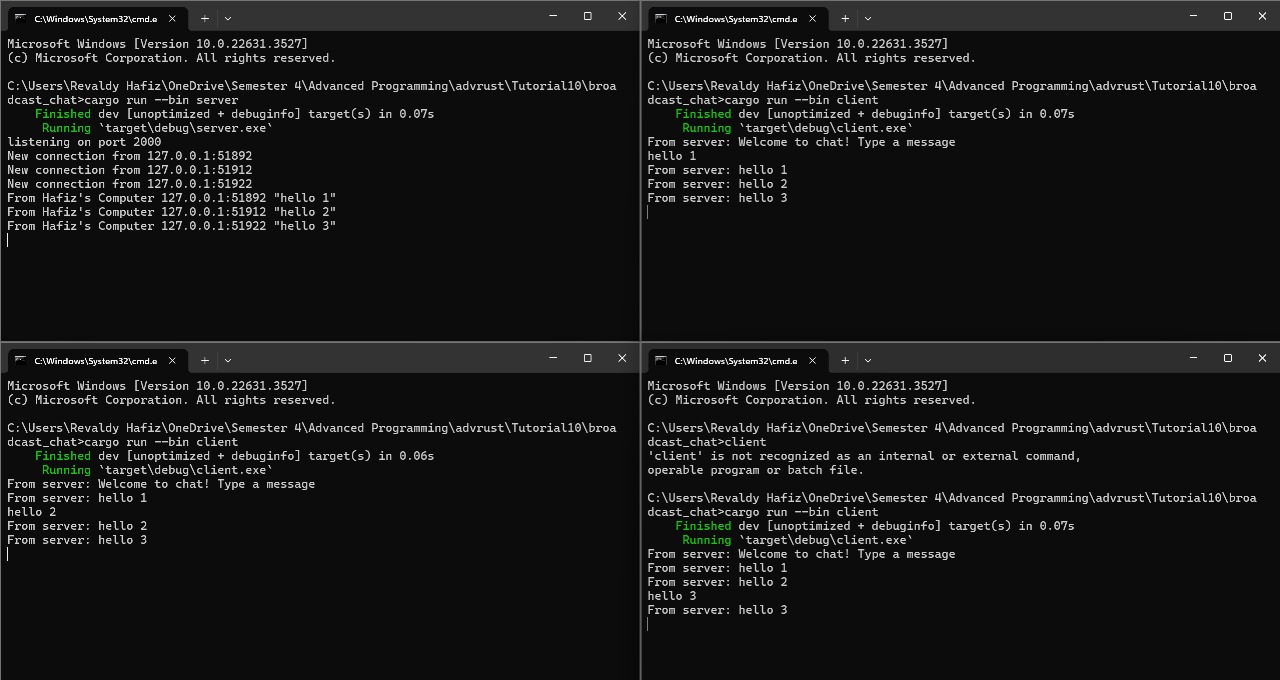 C:\Windows\System32\cmd.e
Microsoft Windows [Version 10.0.22631.3527]
(c) Microsoft Corporation. All rights reserved.
C:\Users\Revaldy Hafiz\OneDrive\Semester 4\Advanced Programming\advrust\Tutorial10\broa
dcast_chat>cargo run --bin server
Finished dev [unoptimized + debuginfo] target(s) in 0.07s
Running `target\debug\server.exe`
listening on port 2000
New connection from 127.0.0.1:51892
New connection from 127.0.0.1:51912
New connection from 127.0.0.1:51922
From Hafiz's Computer 127.0.0.1:51892 "hello 1"
From Hafiz's Computer 127.0.0.1:51912 "hello 2"
From Hafiz's Computer 127.0.0.1:51922 "hello 3"
C:\Windows\System32\cmd.e
Microsoft Windows [Version 10.0.22631.3527]
(c) Microsoft Corporation. All rights reserved.
C:\Users\Revaldy Hafiz\OneDrive\Semester 4\Advanced Programming\advrust\Tutorial10\broa
dcast_chat>cargo run --bin client
Finished dev [unoptimized + debuginfo] target(s) in 0.07s
Running `target\debug\client.exe`
From server: Welcome to chat! Type a message
hello 1
From server: hello 1
From server: hello 2
From server: hello 3
C:\Windows\System32\cmd.e
Microsoft Windows [Version 10.0.22631.3527]
(c) Microsoft Corporation. All rights reserved.
C:\Users\Revaldy Hafiz\OneDrive\Semester 4\Advanced Programming\advrust\Tutorial10\broa
dcast_chat>cargo run --bin client
Finished dev [unoptimized + debuginfo] target(s) in 0.06s
Running `target\debug\client.exe`
From server: Welcome to chat! Type a message
From server: hello 1
hello 2
From server: hello 2
From server: hello 3
C:\Windows\System32\cmd.e
Microsoft Windows [Version 10.0.22631.3527]
(c) Microsoft Corporation. All rights reserved.
C:\Users\Revaldy Hafiz\OneDrive\Semester 4\Advanced Programming\advrust\Tutorial10\broa
dcast_chat>client
'client' is not recognized as an internal or external command,
operable program or batch file.
C:\Users\Revaldy Hafiz\OneDrive\Semester 4\Advanced Programming\advrust\Tutorial10\broa
dcast_chat>cargo run --bin client
Finished dev [unoptimized + debuginfo] target(s) in 0.07s
Running `target\debug\client.exe`
From server: Welcome to chat! Type a message
From server: hello 1
From server: hello 2
hello 3
From server: hello 3